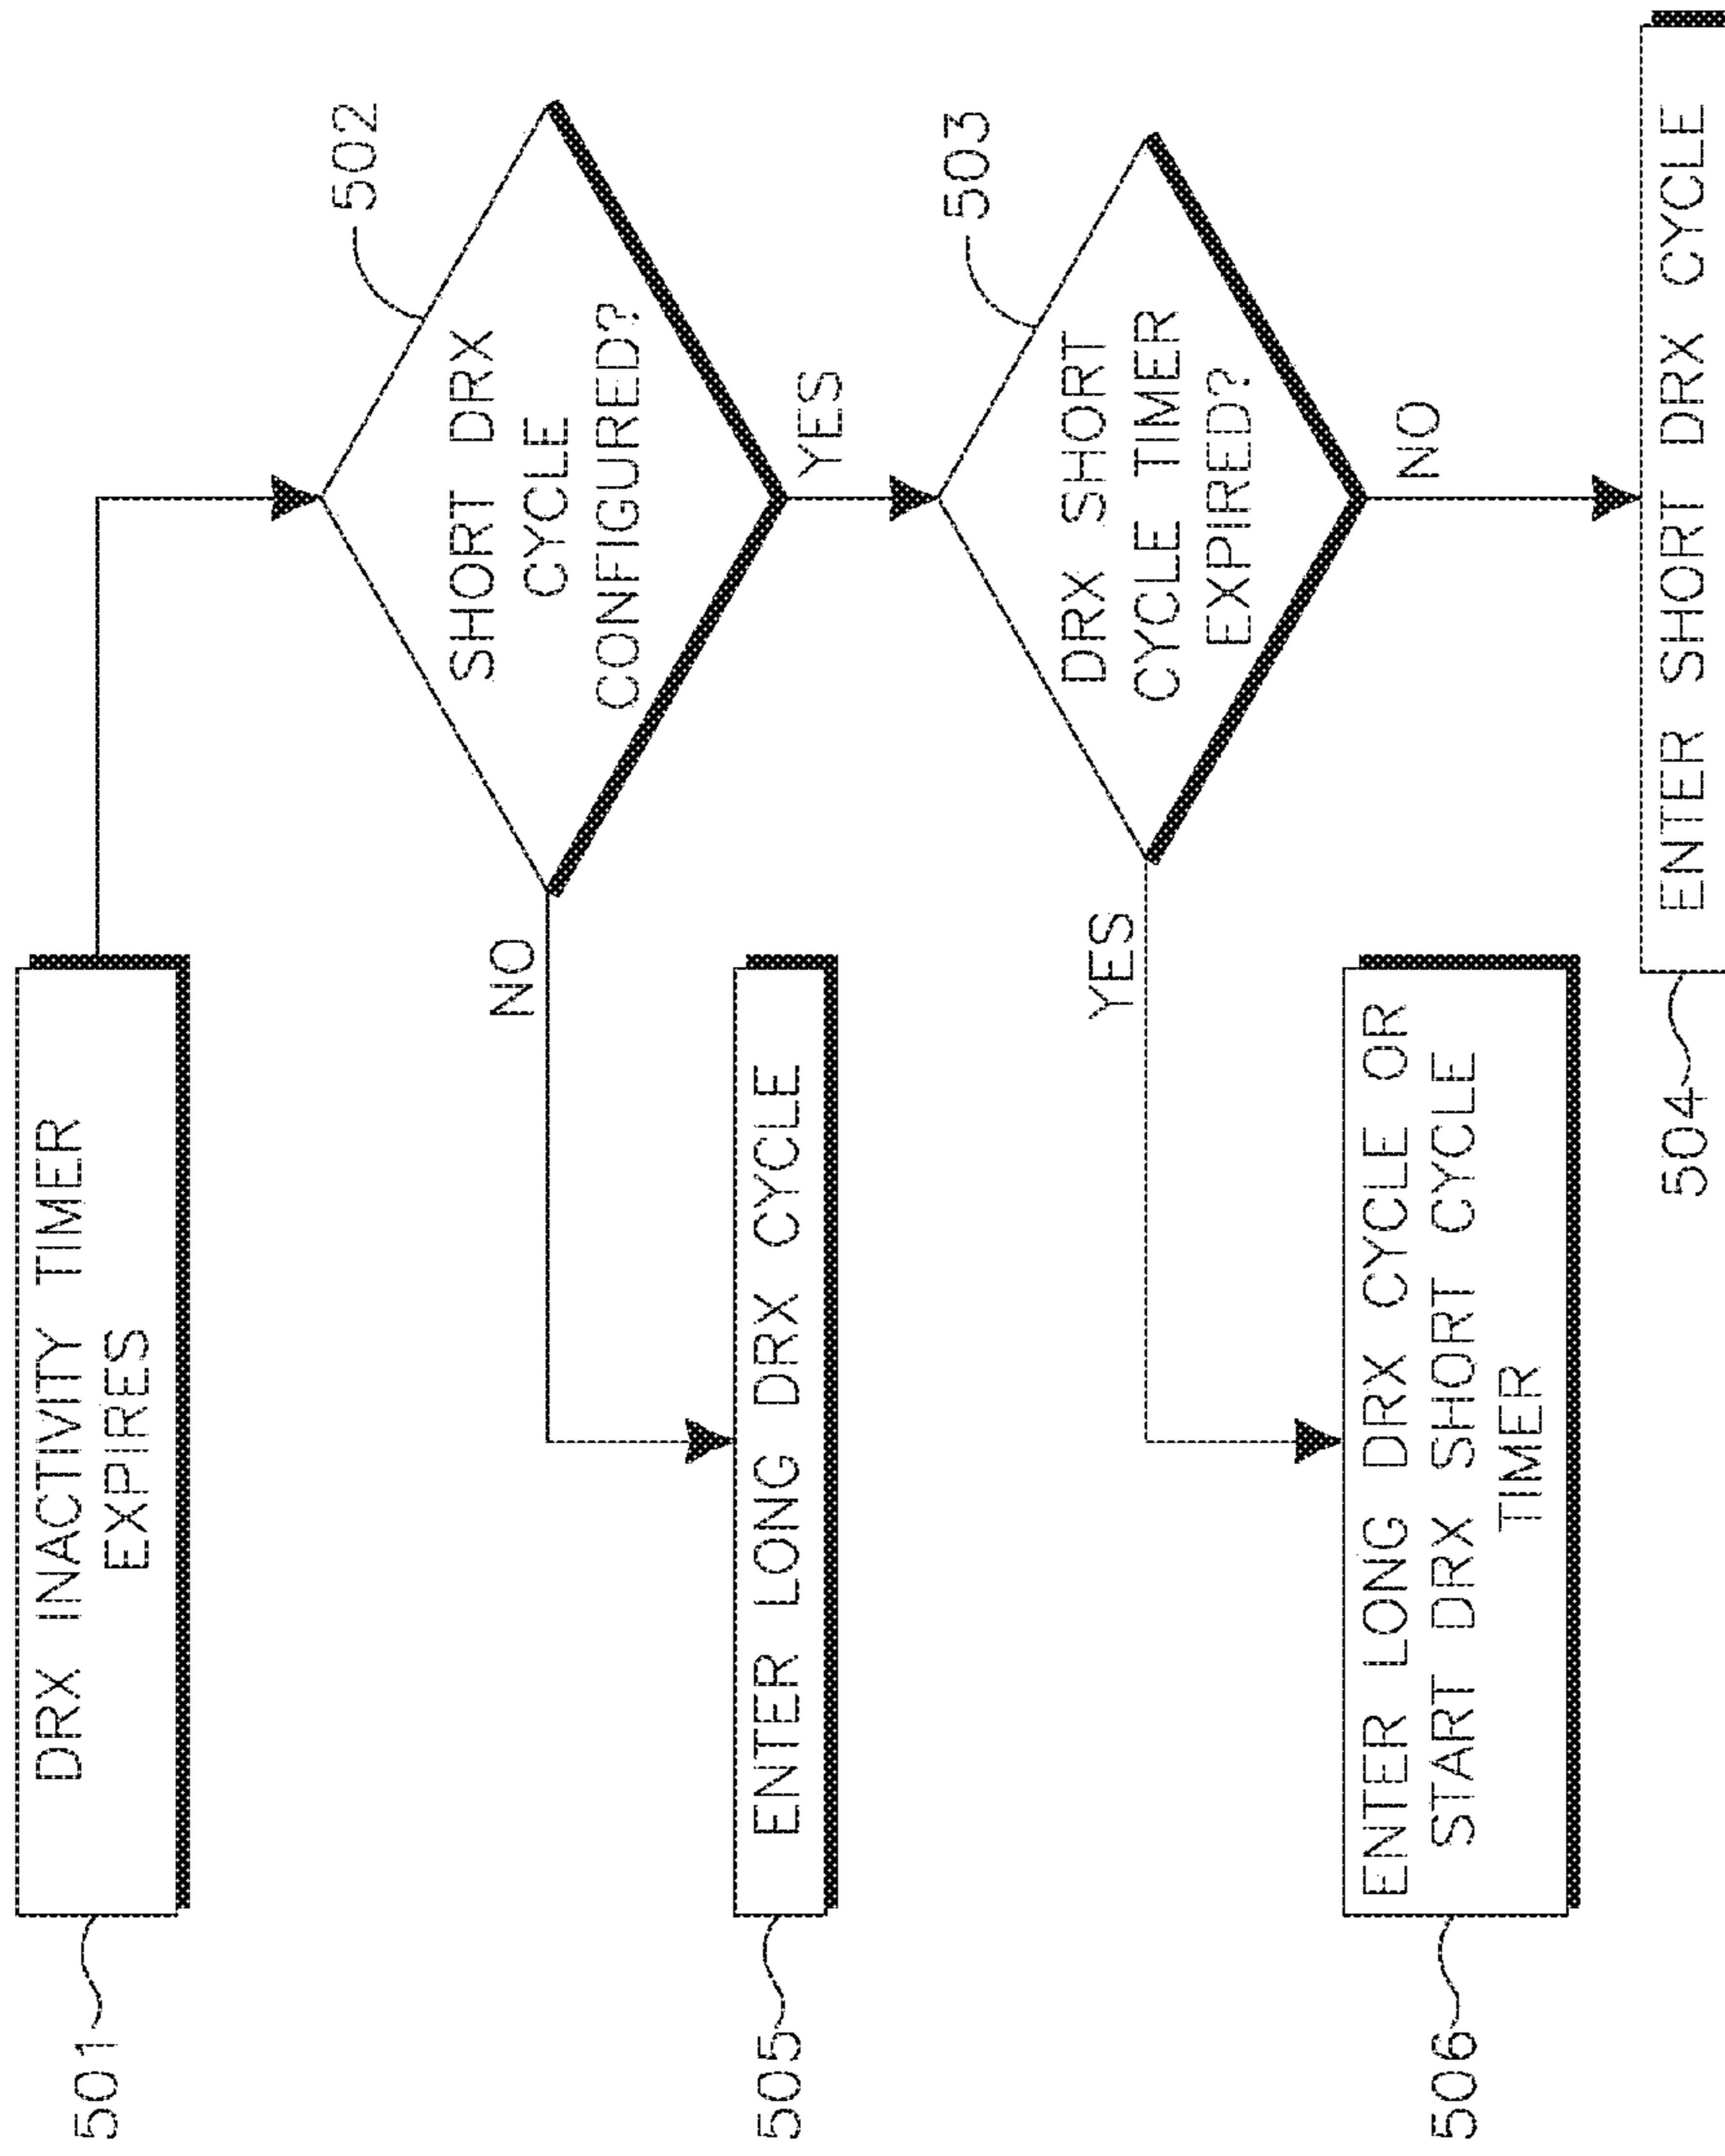 501
DRX INACTIVITY TIMER
EXPIRES
502
SHORT DRX
CYCLE
CONFIGURED?
NO
YES
505
ENTER LONG DRX CYCLE
503
DRX SHORT
CYCLE TIMER
EXPIRED?
YES
NO
506
ENTER LONG DRX CYCLE OR
START DRX SHORT CYCLE
TIMER
504
ENTER SHORT DRX CYCLE